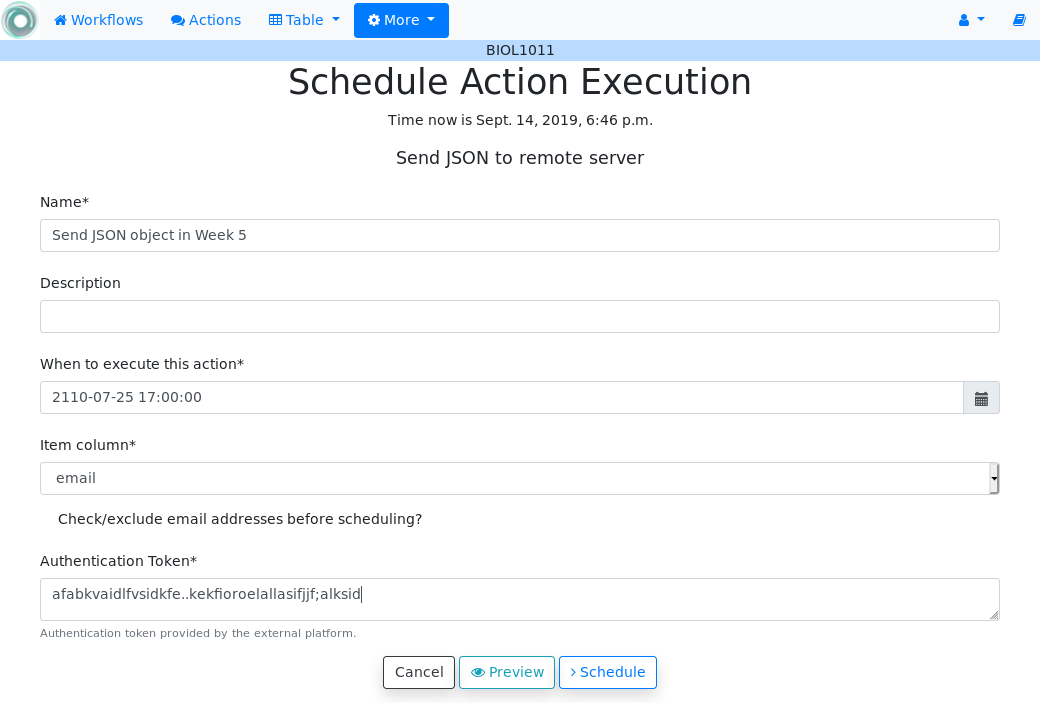 Workflows Actions Table More
BIOL1011
Schedule Action Execution
Time now is Sept. 14, 2019, 6:46 p.m.
Send JSON to remote server
Name*
Send JSON object in Week 5
Description
When to execute this action*
2110-07-25 17:00:00
Item column*
email
Check/exclude email addresses before scheduling?
Authentication Token*
afabkvaidlfvsidkfe..kekfioroelallasifjjf;alksid
Authentication token provided by the external platform.
Cancel Preview Schedule